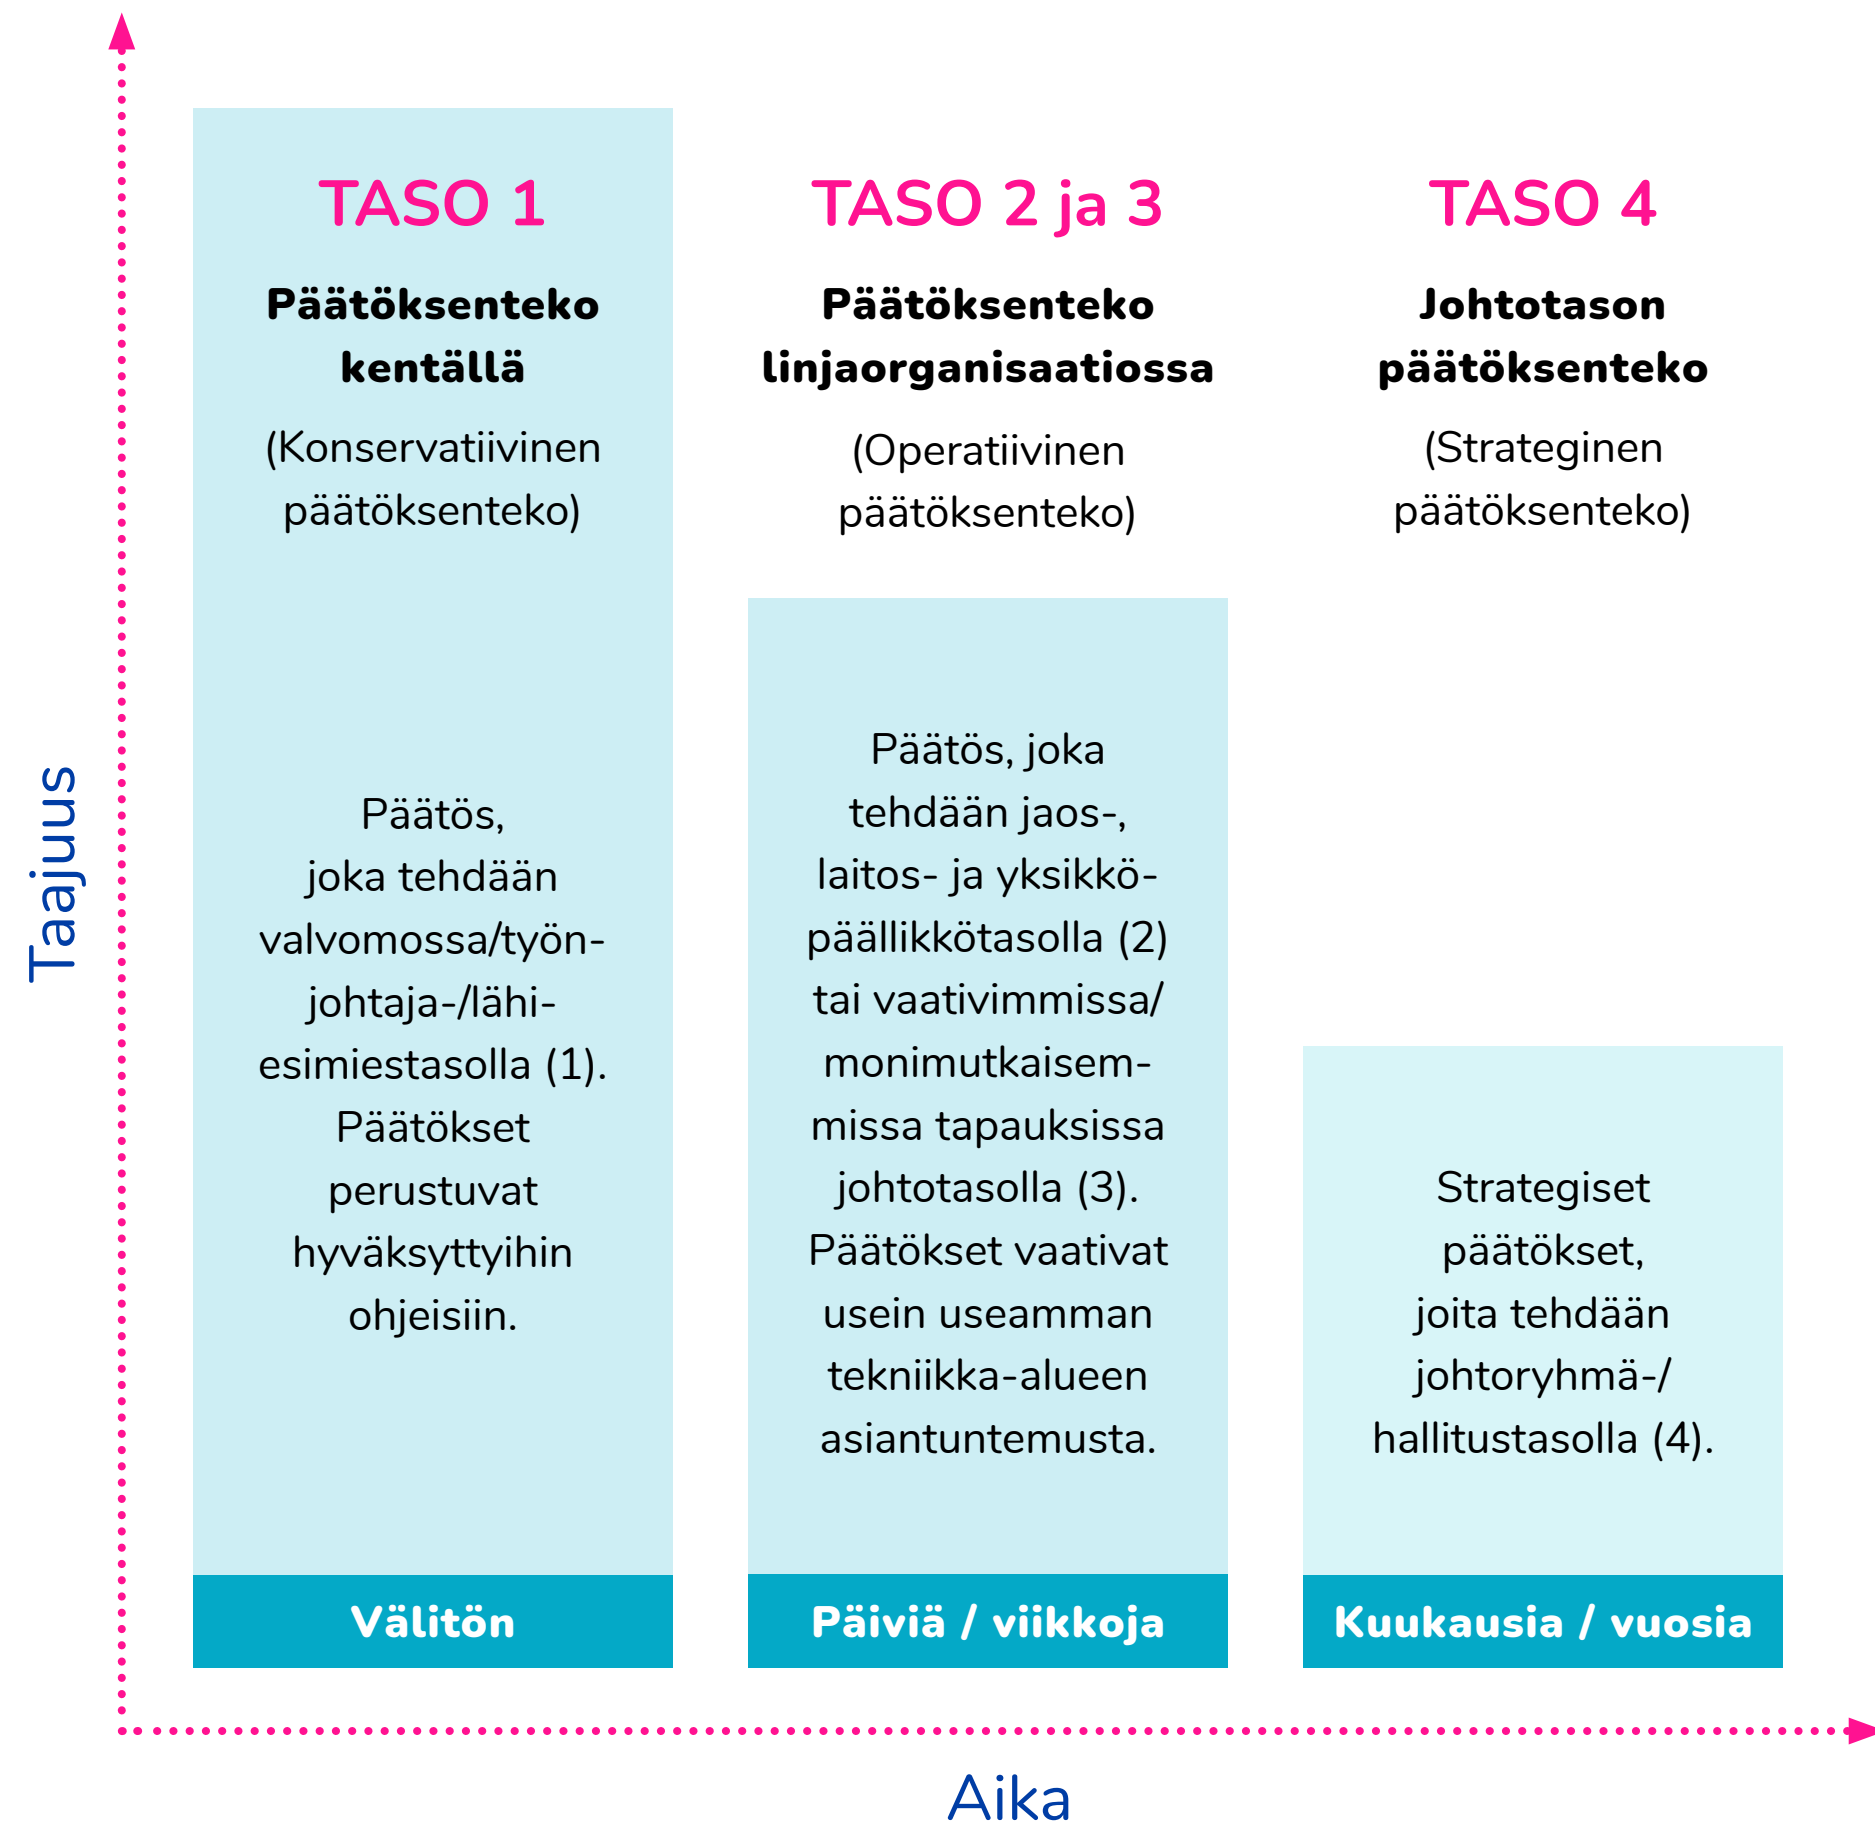 Taajuus
TASO 1
Päätöksenteko
kentällä
(Konservatiivinen
päätöksenteko)
Päätös,
joka tehdään
valvomossa/työn-
johtaja-/lähi-
esimiestasolla (1).
Päätökset
perustuvat
hyväksyttyihin
ohjeisiin.
Välitön
TASO 2 ja 3
Päätöksenteko
linjaorganisaatiossa
(Operatiivinen
päätöksenteko)
Päätös, joka
tehdään jaos-,
laitos- ja yksikkö-
päällikkötasolla (2)
tai vaativimmissa/
monimutkaisem-
missa tapauksissa
johtotasolla (3).
Päätökset vaativat
usein useamman
tekniikka-alueen
asiantuntemusta.
Päiviä / viikkoja
TASO 4
Johtotason
päätöksenteko
(Strateginen
päätöksenteko)
Strategiset
päätökset,
joita tehdään
johtoryhmä-/
hallitustasolla (4).
Kuukausia / vuosia
Aika